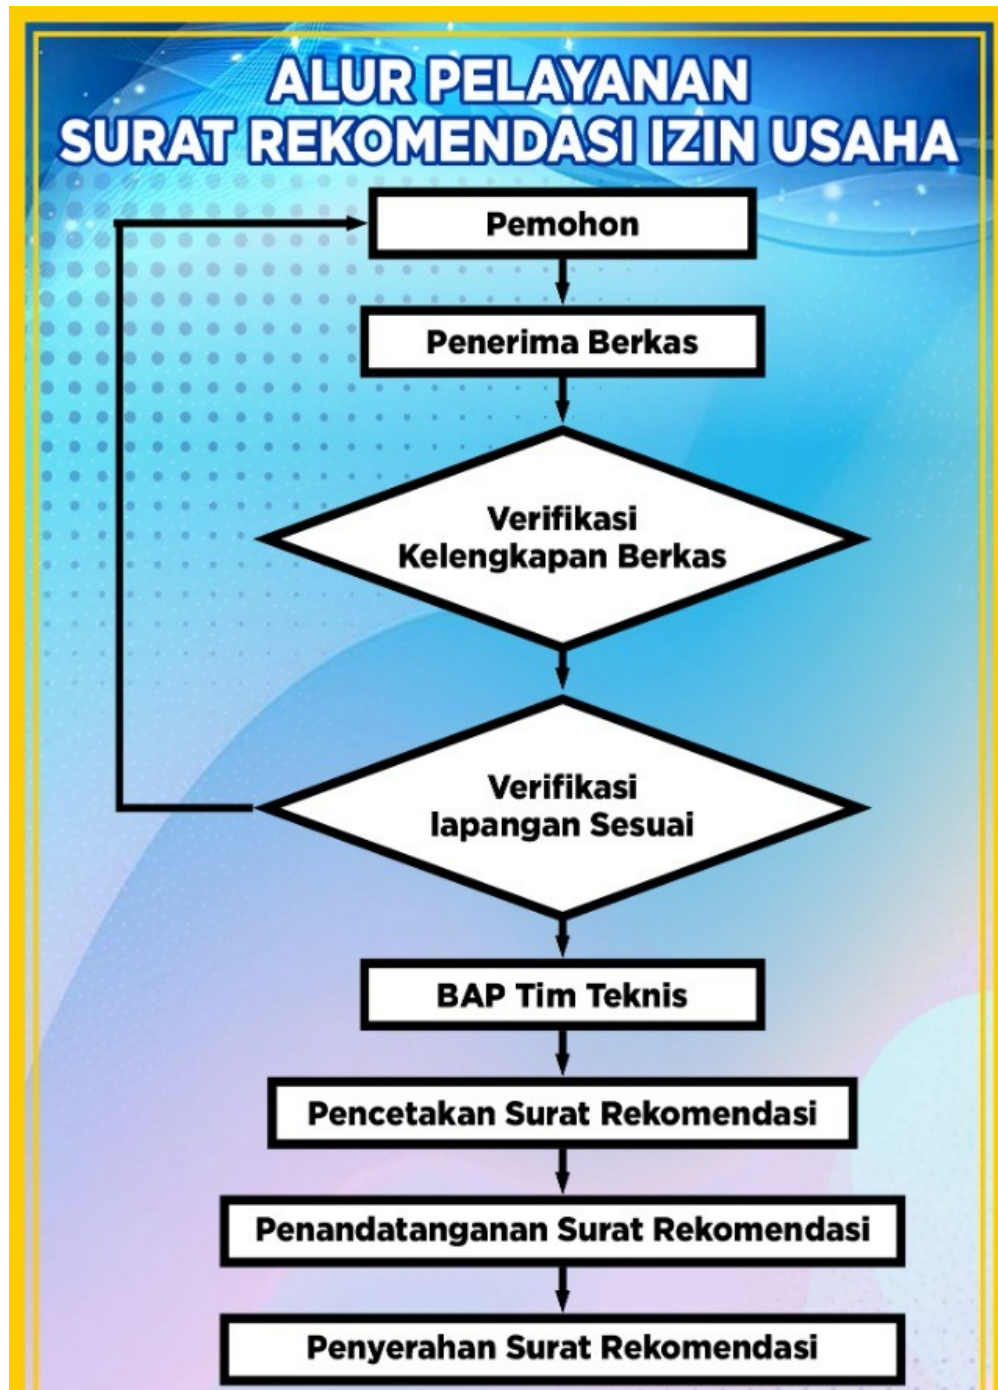 ALUR PELAYANAN
SURAT REKOMENDASI IZIN USAHA
Pemohon
Penerima Berkas
Verifikasi
Kelengkapan Berkas
Verifikasi
lapangan Sesuai
BAP Tim Teknis
Pencetakan Surat Rekomendasi
Penandatanganan Surat Rekomendasi
Penyerahan Surat Rekomendasi